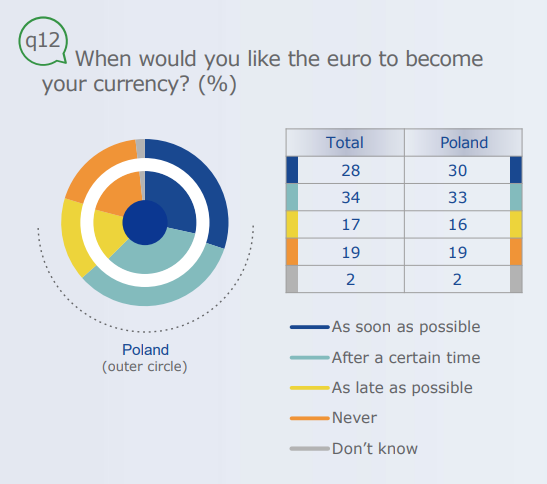 q12
When would you like the euro to become
your currency? (%)
Total Poland
28 30
34 33
17 16
19 19
2 2
Poland
(outer circle)
As soon as possible
After a certain time
As late as possible
Never
Don't know